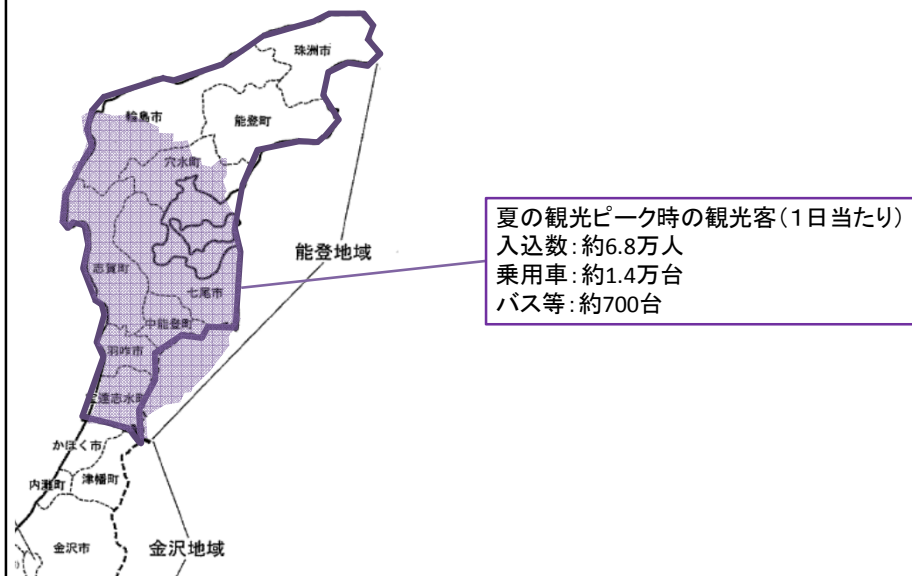 珠洲市
輪島市
能登町
穴水町
能登地域
志賀町
七尾市
中能登町
羽咋市
宝達志水町
かほく市
内灘町
津幡町
金沢市
金沢地域
夏の観光ピーク時の観光客（１日当たり）
入込数：約6.8万人
乗用車：約1.4万台
バス等：約700台